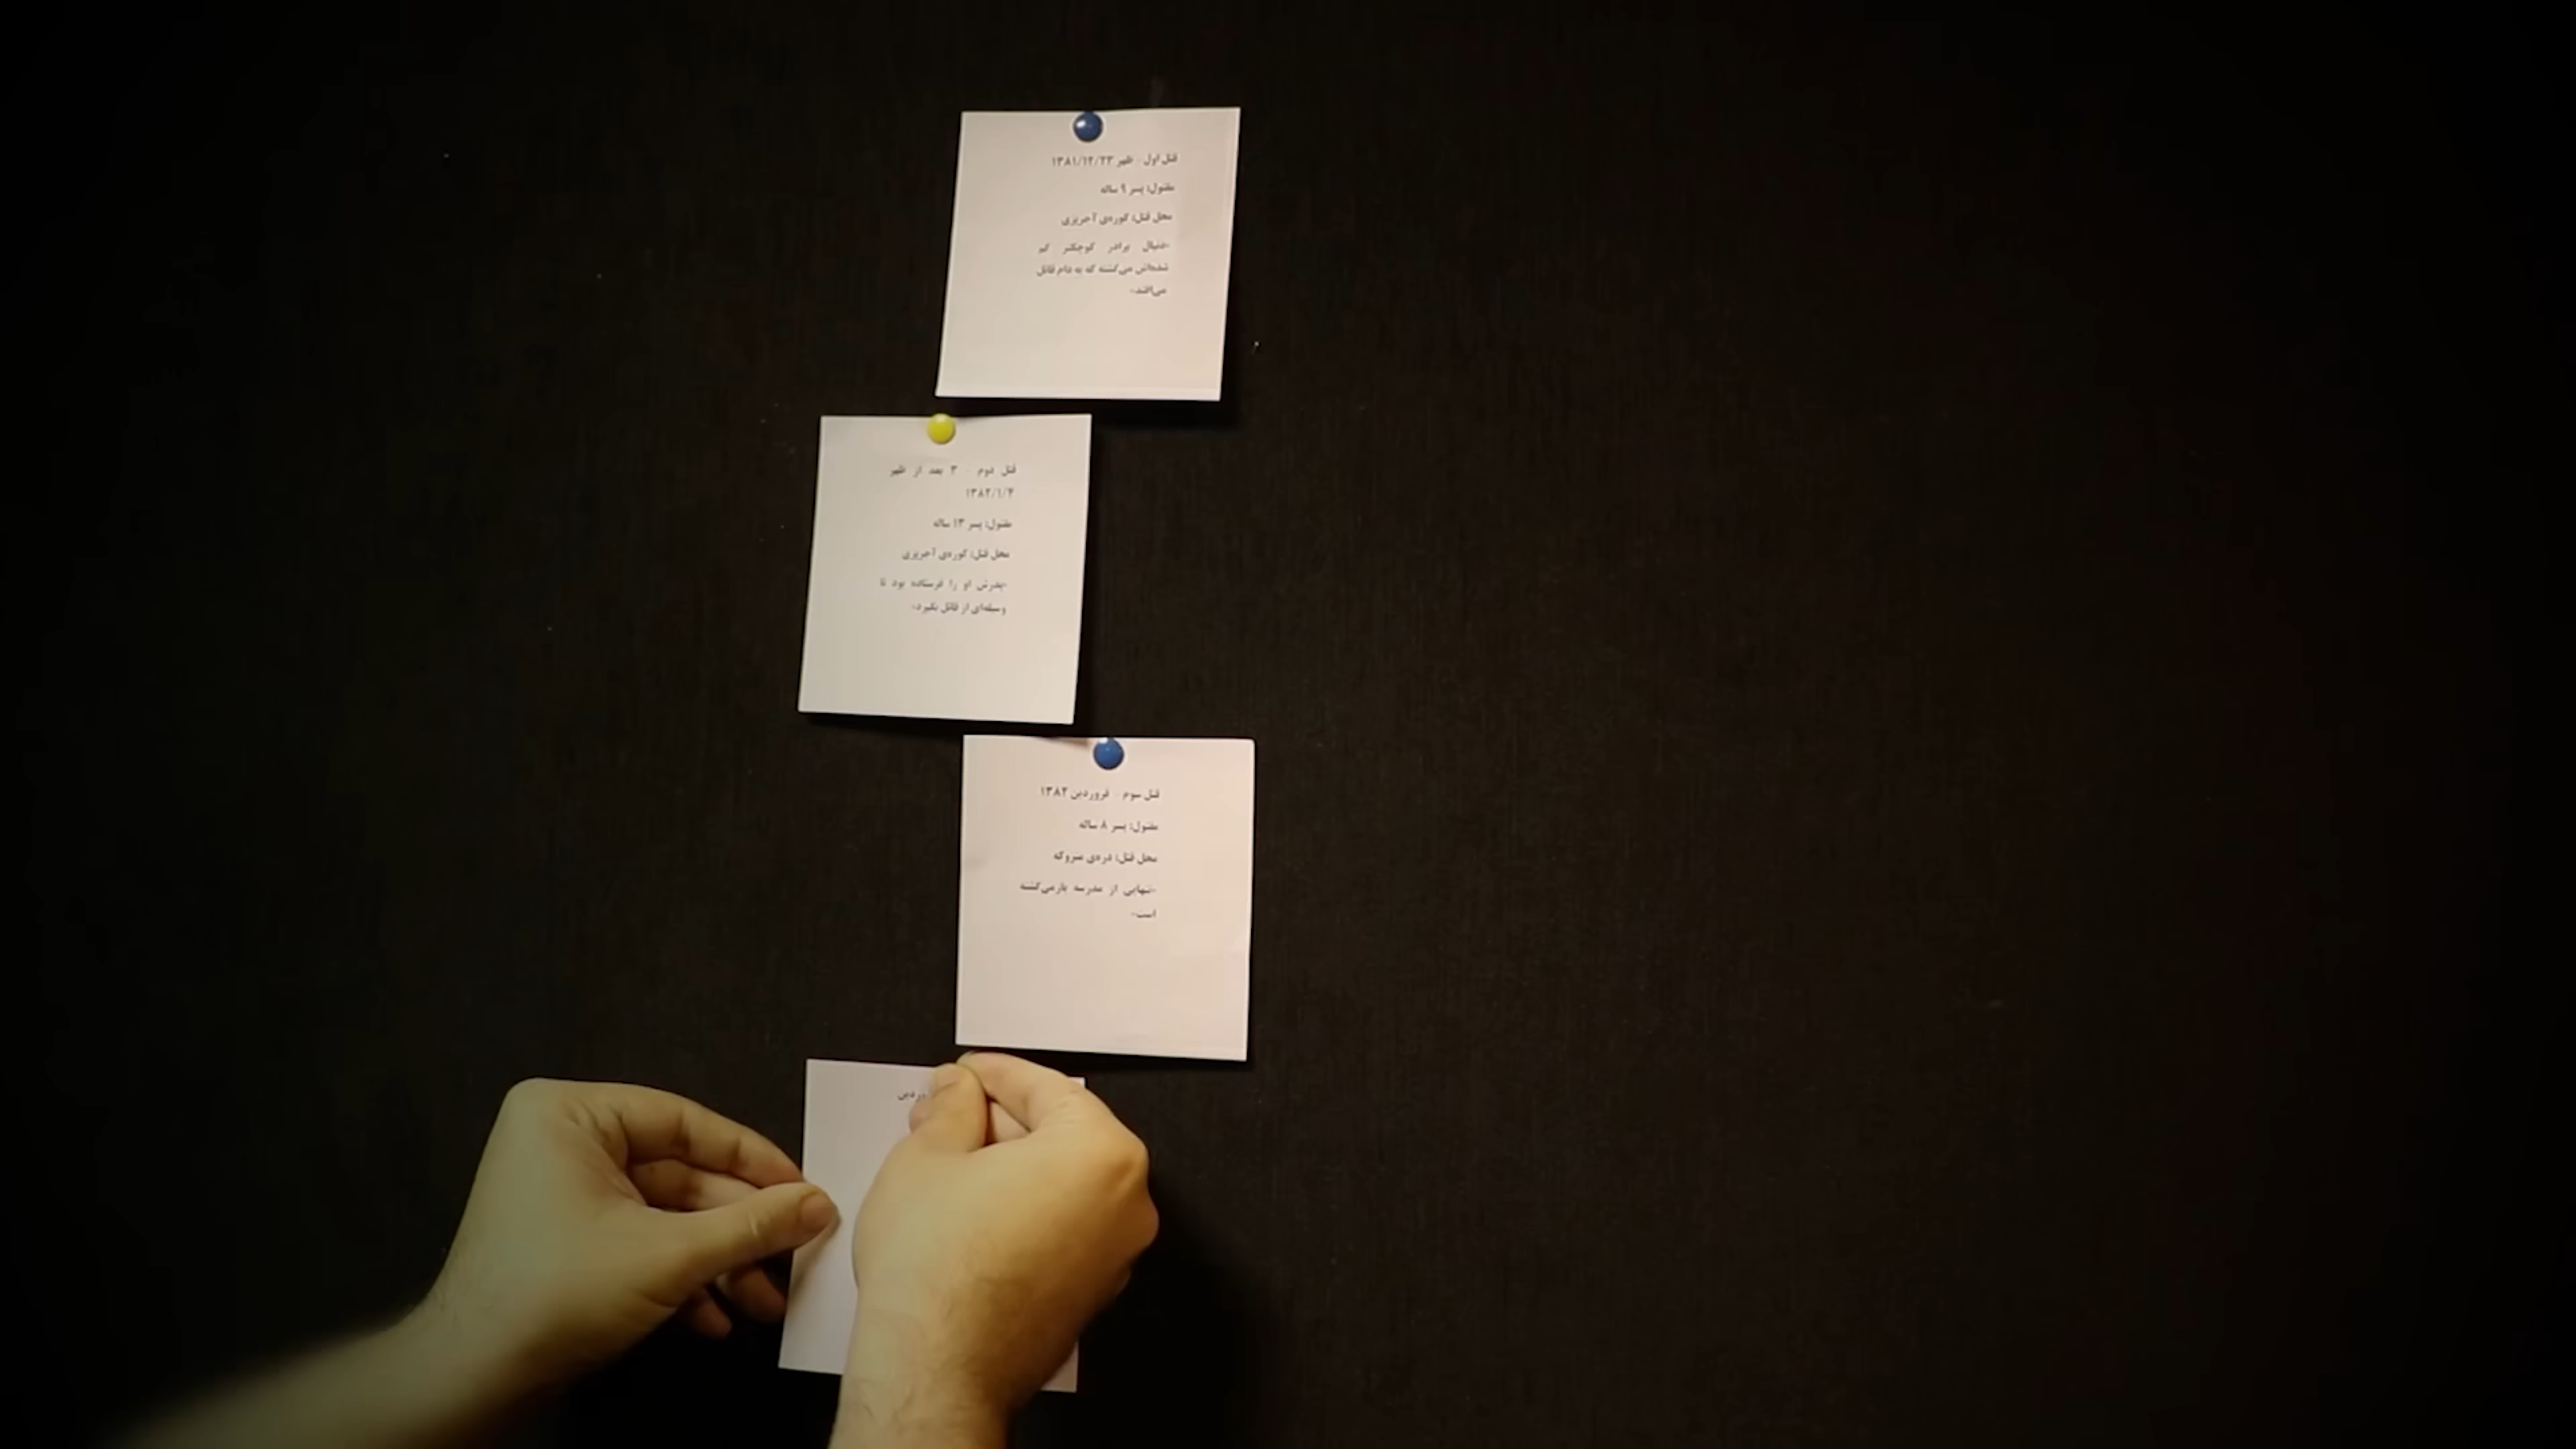 قتل اول - ظهر ۱۳۸۱/۱۲/۲۳
مقتول: پسر ۹ ساله
محل قتل: کوره‌ی آجرپزی
-دنبال برادر کوچکتر گم
شده‌اش می‌گشته که به دام قاتل
می‌افتد-
قتل دوم - ۳ بعد از ظهر
۱۳۸۲/۱/۴
مقتول: پسر ۱۳ ساله
محل قتل: کوره‌ی آجرپزی
-پدرش او را فرستاده بود تا
وسیله‌ای از قاتل بگیرد-
قتل سوم - فروردین ۱۳۸۲
مقتول: پسر ۸ ساله
محل قتل: دره‌ی
-تنهایی از مدرسه بازمی‌گشته
است-